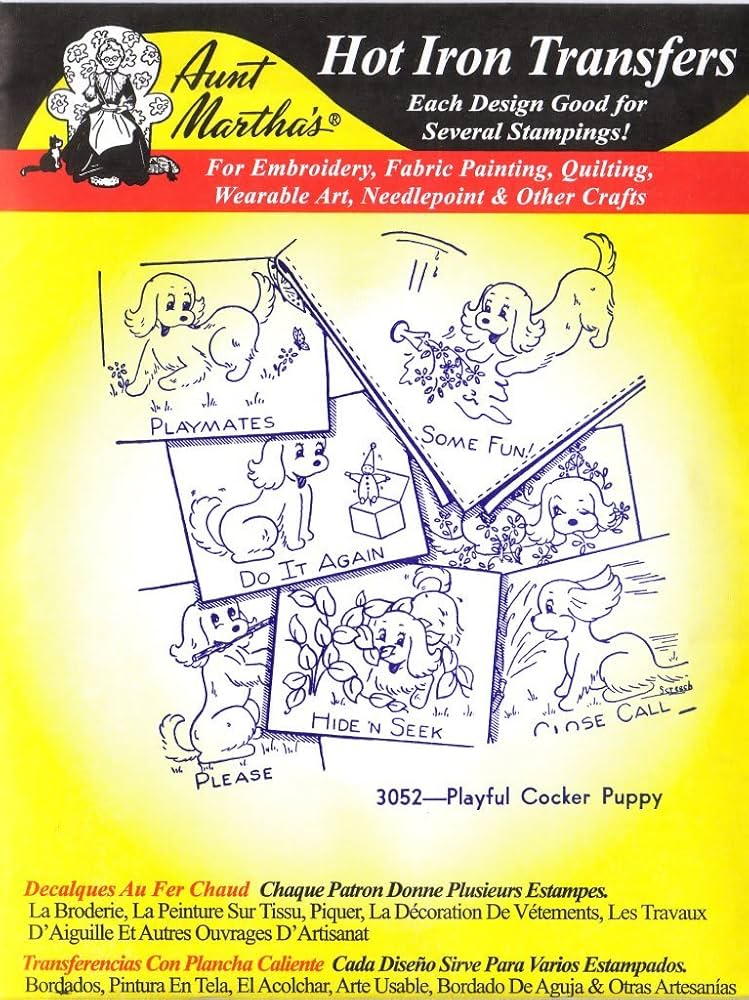 Aunt
Martha's®
Hot Iron Transfers
Each Design Good for
Several Stampings!
For Embroidery, Fabric Painting, Quilting,
Wearable Art, Needlepoint & Other Crafts
PLAYMATES
SOME FUN!
DO IT AGAIN
HIDE 'N SEEK
Screech
CLOSE CALL
PLEASE
3052—Playful Cocker Puppy
Decalques Au Fer Chaud Chaque Patron Donne Plusieurs Estampes.
La Broderie, La Peinture Sur Tissu, Piquer, La Décoration De Vétements, Les Travaux
D'Aiguille Et Autres Ouvrages D'Artisanat
Transferencias Con Plancha Caliente Cada Diseño Sirve Para Varios Estampados.
Bordados, Pintura En Tela, El Acolchar, Arte Usable, Bordado De Aguja & Otras Artesanías